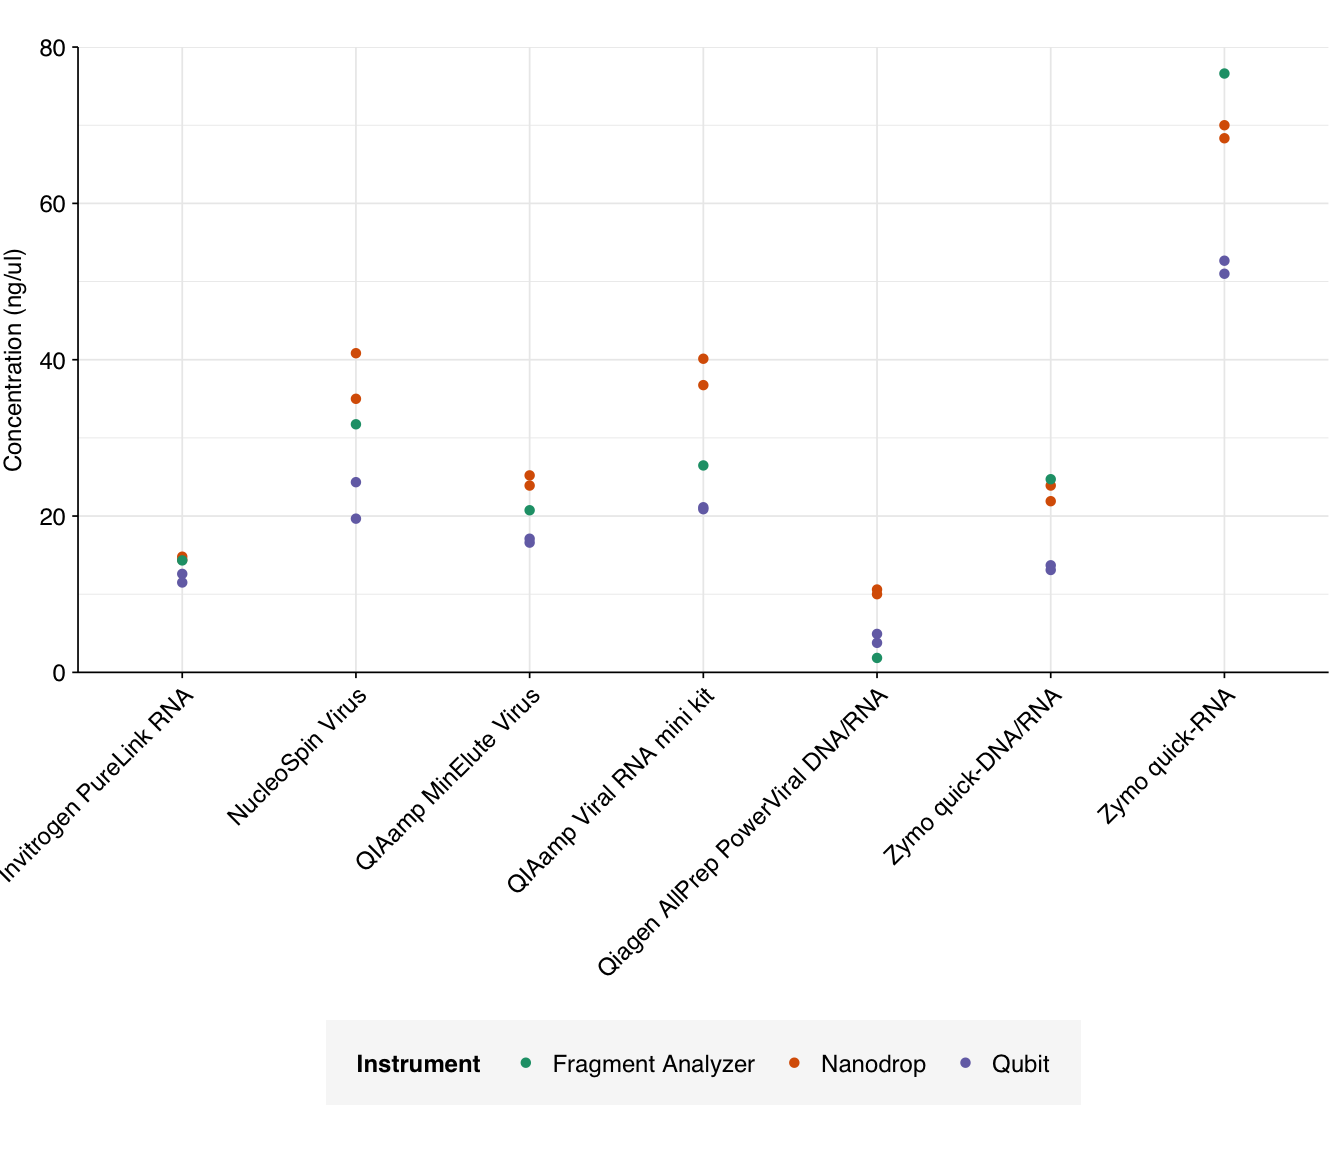 80
60
40
20
0
Concentration (ng/ul)
Invitrogen PureLink RNA
NucleoSpin Virus
QIAamp MinElute Virus
QIAamp Viral RNA mini kit
Qiagen AllPrep PowerViral DNA/RNA
Zymo quick-DNA/RNA
Zymo quick-RNA
Instrument Fragment Analyzer Nanodrop Qubit